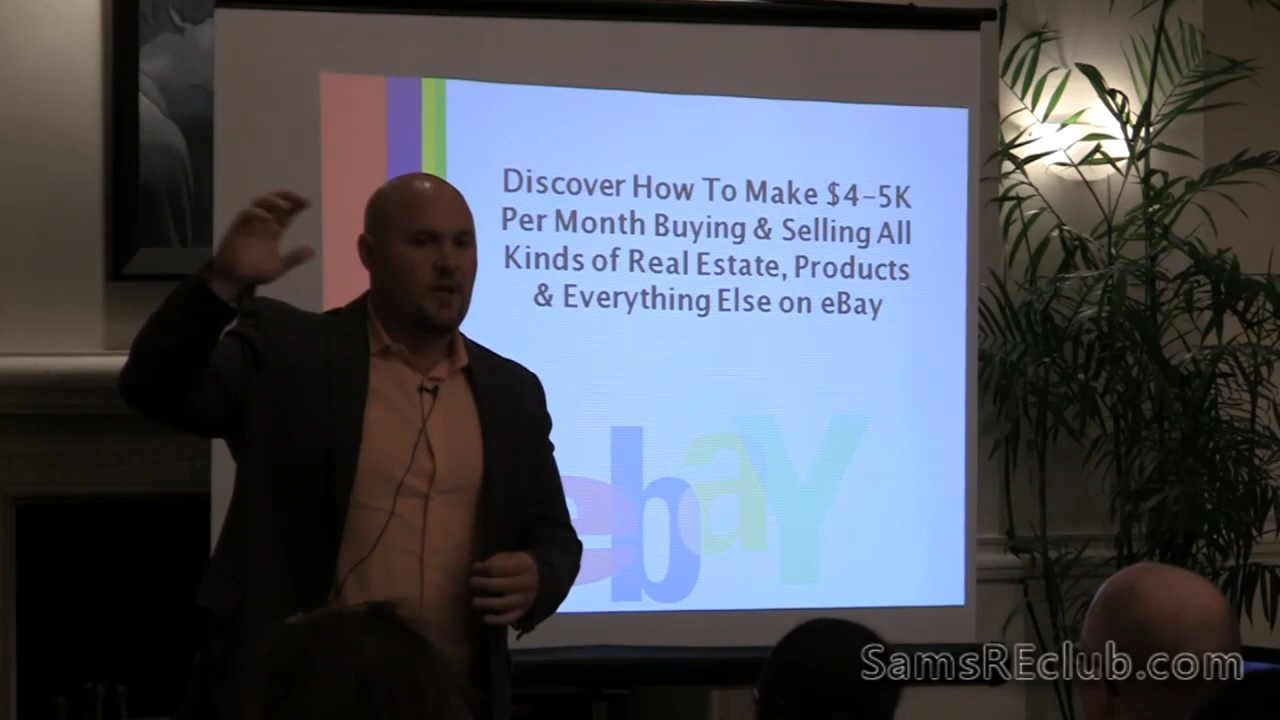 Discover How To Make $4-5K
Per Month Buying & Selling All
Kinds of Real Estate, Products
& Everything Else on eBay
ebaY
SamsREclub.com